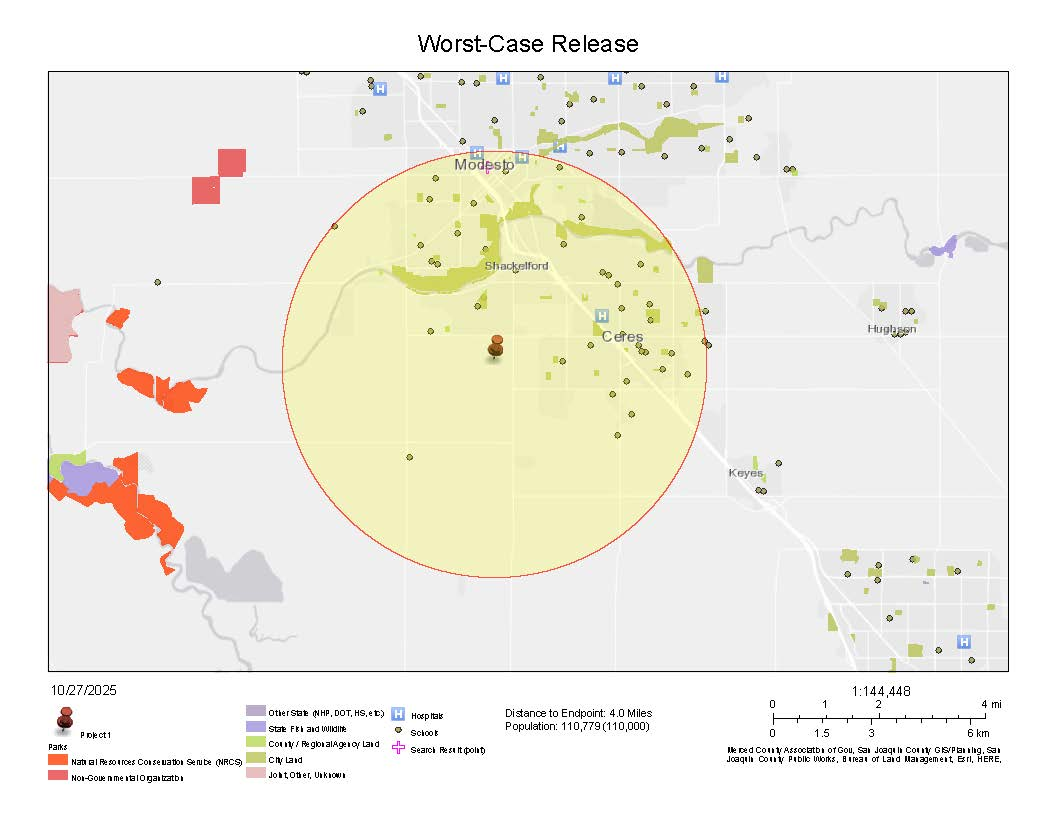 Worst-Case Release
Modesto
Shackelford
Ceres
Hughson
Keyes
10/27/2025
Project 1
Parks
Natural Resources Conservation Service (NRCS)
Non-Governmental Organization
Other State (NHP, DOT, HS, etc)
State Fish and Wildlife
County / Regional Agency Land
City Land
Joint, Other, Unknown
H Hospitals
Schools
Search Result (point)
Distance to Endpoint: 4.0 Miles
Population: 110,779 (110,000)
1:144,448
0 1 2 4 mi
0 1.5 3 6 km
Merced County Association of Gou, San Joaquin County GIS/Planning, San
Joaquin County Public Works, Bureau of Land Management, Esri, HERE,